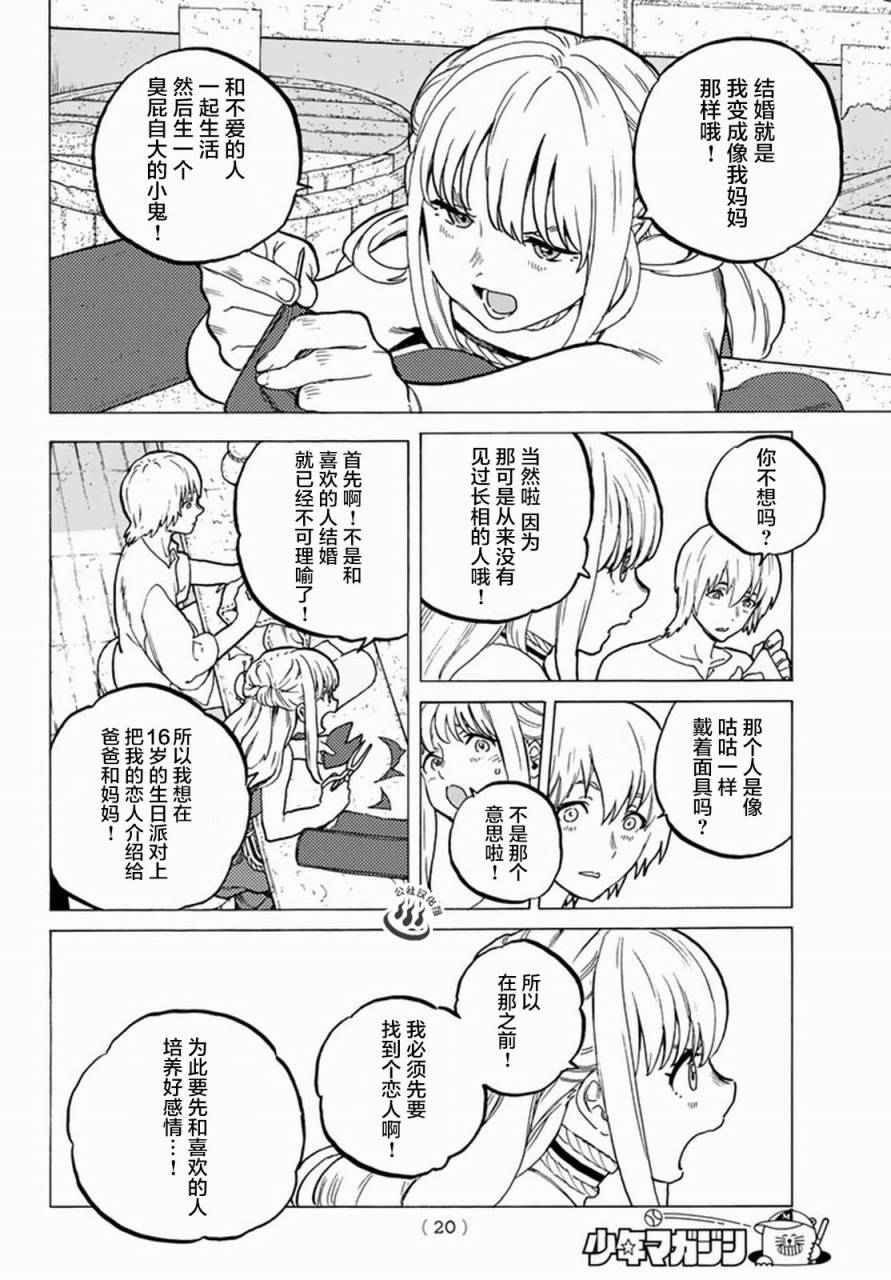 结婚就是
我变成像我妈妈
那样哦！
和不爱的人
一起生活
然后生一个
臭屁自大的小鬼！
你不想吗？
当然啦 因为
那可是从来没有
见过长相的人哦！
那个人是像
咕咕一样
戴着面具吗？
不是那个
意思啦！
首先啊！不是和
喜欢的人结婚
就已经不可理喻了！
所以我想在
16岁的生日派对上
把我的恋人介绍给
爸爸和妈妈！
公社汉化组
所以
在那之前！
我必须先要
找到个恋人啊！
为此要先和喜欢的人
培养好感情…！
（20）
少年マガジン